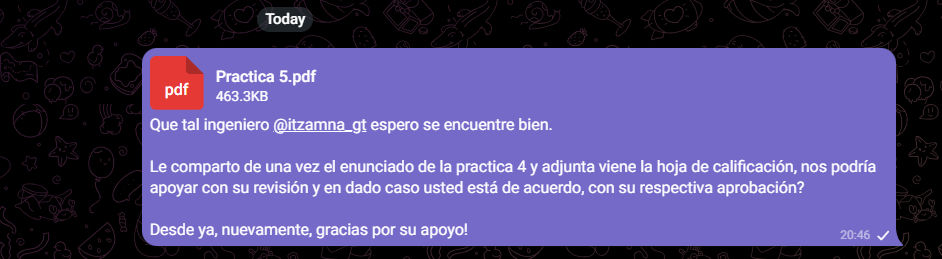 Today
pdf
Practica 5.pdf
463.3KB
Que tal ingeniero @itzamna_gt espero se encuentre bien.
Le comparto de una vez el enunciado de la practica 4 y adjunta viene la hoja de calificación, nos podría
apoyar con su revisión y en dado caso usted está de acuerdo, con su respectiva aprobación?
Desde ya, nuevamente, gracias por su apoyo!
20:46